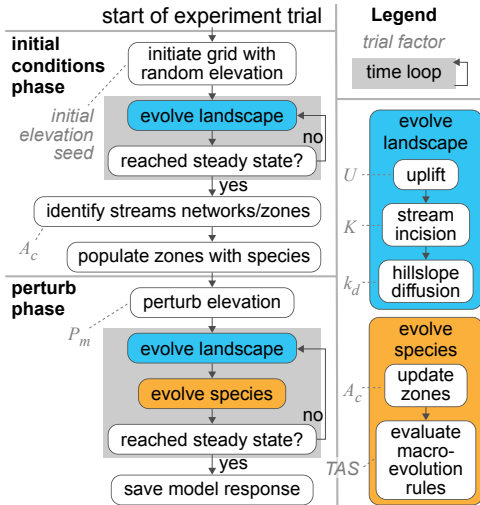 start of experiment trial
initial
conditions
phase
initiate grid with
random elevation
initial
elevation
seed
evolve landscape
no
reached steady state?
yes
identify streams networks/zones
A_c
populate zones with species
perturb
phase
perturb elevation
P_m
evolve landscape
evolve species
no
reached steady state?
yes
save model response
Legend
trial factor
time loop
evolve
landscape
U
uplift
K
stream
incision
k_d
hillslope
diffusion
evolve
species
A_c
update
zones
TAS
evaluate
macro-
evolution
rules